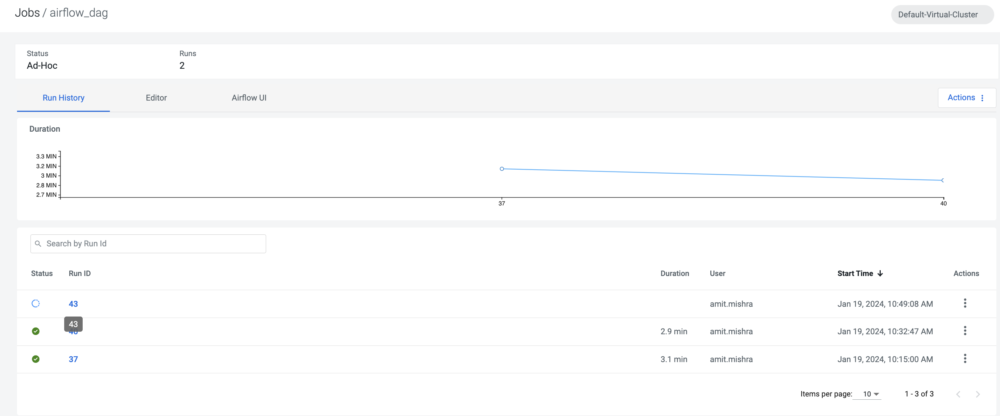 Jobs / airflow_dag
Default-Virtual-Cluster
Status
Runs
Ad-Hoc
2
Run History
Editor
Airflow UI
Actions
Duration
3.3 MIN
3.2 MIN
3 MIN
2.8 MIN
2.7 MIN
37
40
Search by Run Id
Status Run ID Duration User Start Time Actions
43 amit.mishra Jan 19, 2024, 10:49:08 AM
43
40 2.9 min amit.mishra Jan 19, 2024, 10:32:47 AM
37 3.1 min amit.mishra Jan 19, 2024, 10:15:00 AM
Items per page: 10 1 - 3 of 3